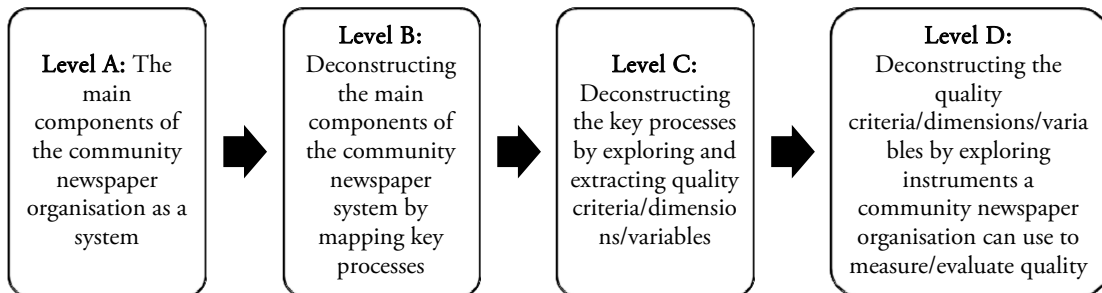 Level A: The
main
components of
the community
newspaper
organisation as a
system
Level B:
Deconstructing
the main
components of
the community
newspaper
system by
mapping key
processes
Level C:
Deconstructing
the key processes
by exploring and
extracting quality
criteria/dimensio
ns/variables
Level D:
Deconstructing the
quality
criteria/dimensions/varia
bles by exploring
instruments a
community newspaper
organisation can use to
measure/evaluate quality